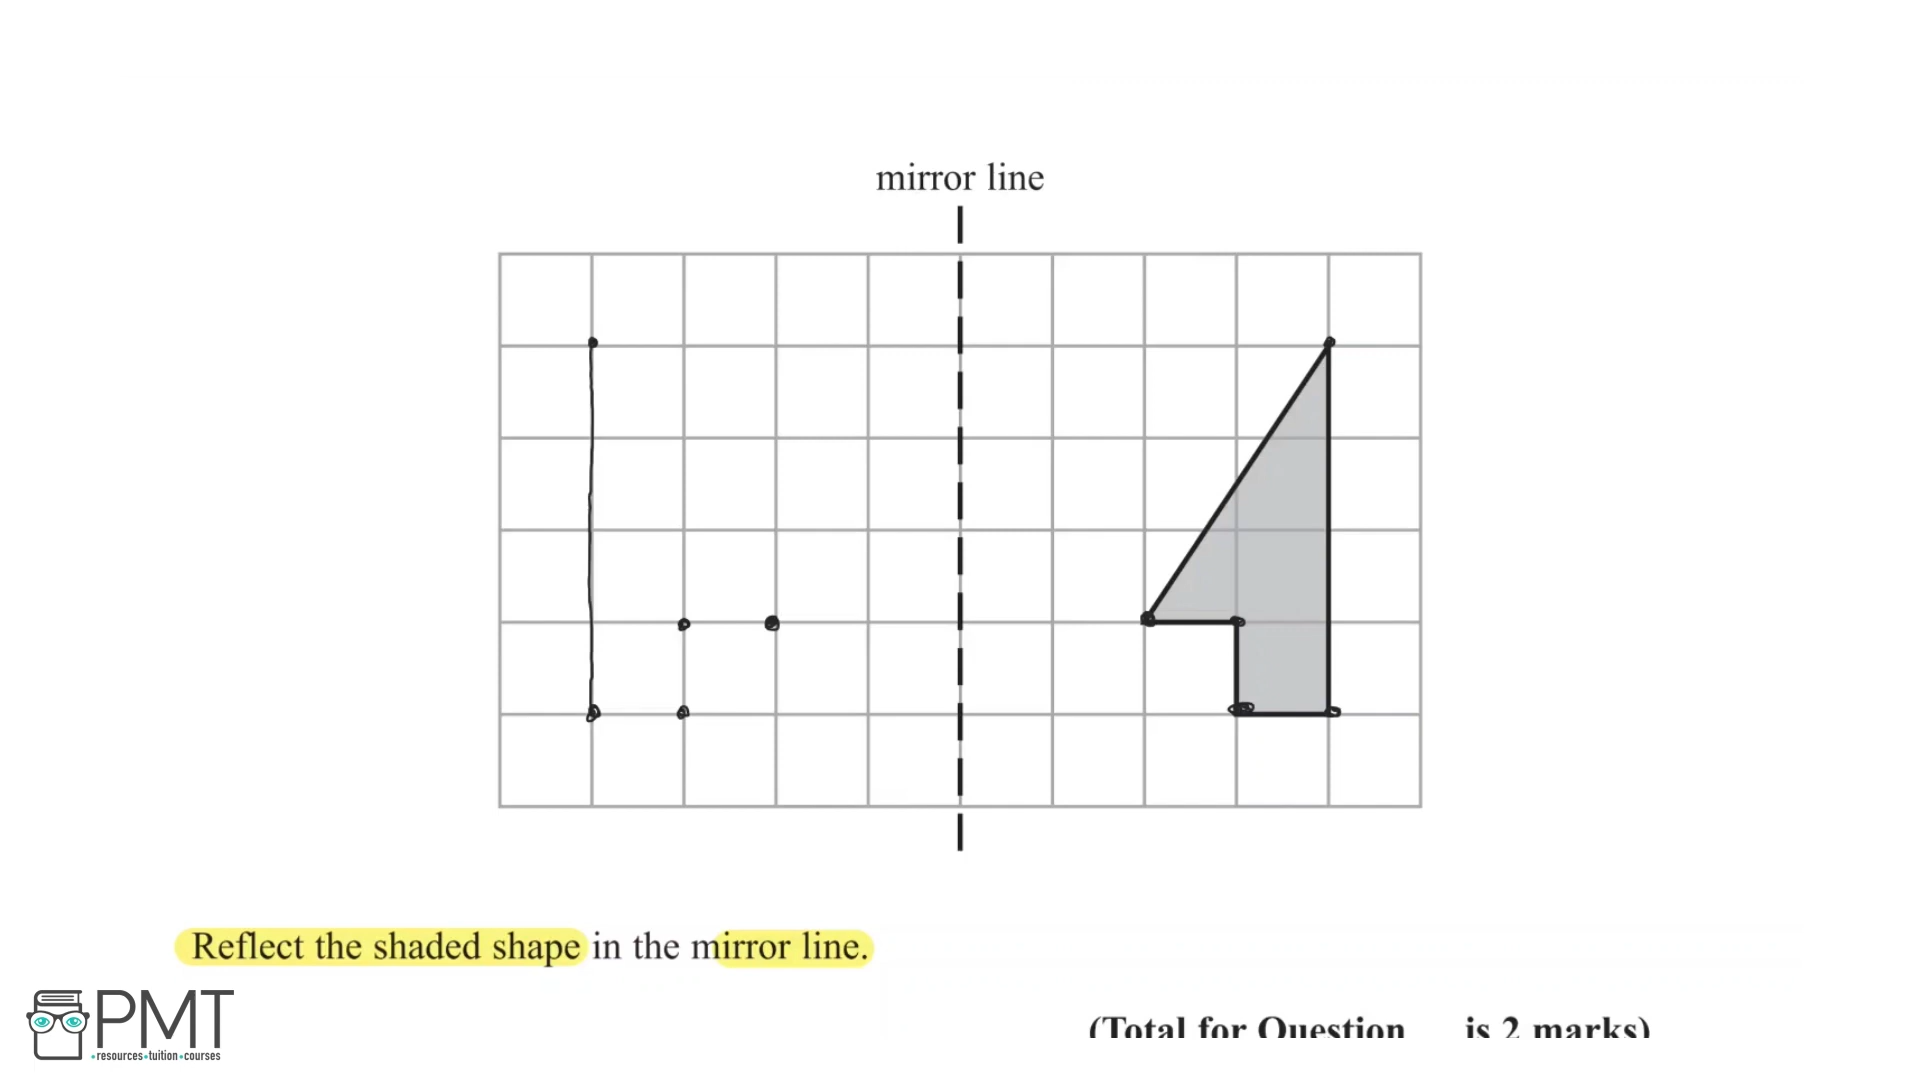 mirror line
Reflect the shaded shape in the mirror line.
PMT
•resources•tuition•courses
(Total for Question is 2 marks)